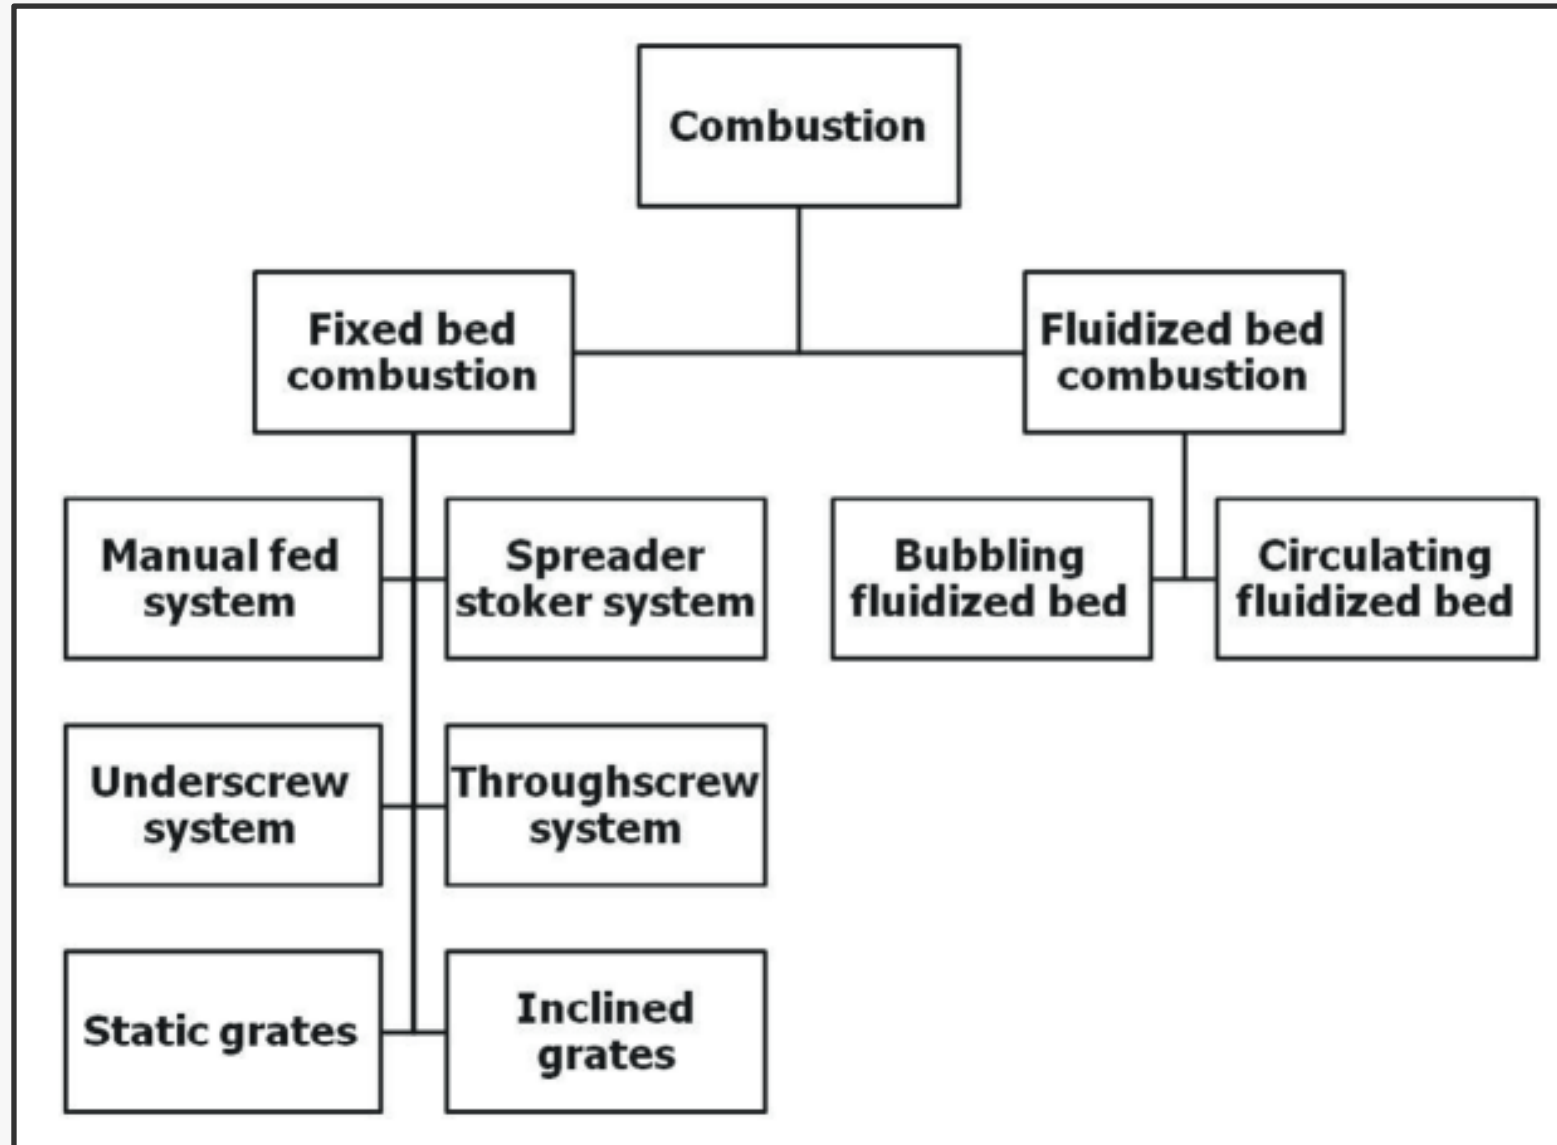 Combustion
Fixed bed
combustion
Fluidized bed
combustion
Manual fed
system
Spreader
stoker system
Bubbling
fluidized bed
Circulating
fluidized bed
Underscrew
system
Throughscrew
system
Static grates
Inclined
grates